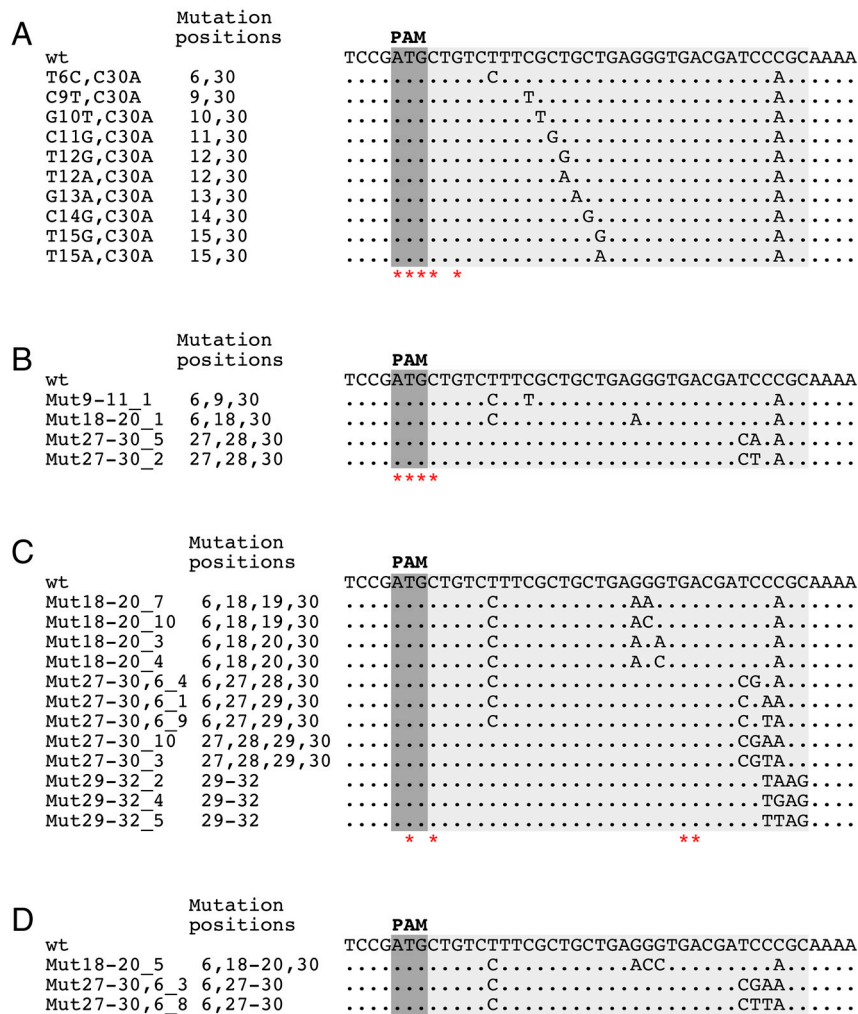 A
Mutation
positions
PAM
wt TCCGATGCTGTCTTTCGCTGCTGAGGGTGACGATCCCGCAAAA
T6C,C30A 6,30 ............C.......................A......
C9T,C30A 9,30 ...............T....................A......
G10T,C30A 10,30 ................T...................A......
C11G,C30A 11,30 .................G..................A......
T12G,C30A 12,30 ..................G.................A......
T12A,C30A 12,30 ..................A.................A......
G13A,C30A 13,30 ...................A................A......
C14G,C30A 14,30 ....................G...............A......
T15G,C30A 15,30 .....................G..............A......
T15A,C30A 15,30 .....................A..............A......
**** *
B
Mutation
positions
PAM
wt TCCGATGCTGTCTTTCGCTGCTGAGGGTGACGATCCCGCAAAA
Mut9-11_1 6,9,30 ............C..T....................A......
Mut18-20_1 6,18,30 ............C...........A...........A......
Mut27-30_5 27,28,30 .................................CA.A......
Mut27-30_2 27,28,30 .................................CT.A......
****
C
Mutation
positions
PAM
wt TCCGATGCTGTCTTTCGCTGCTGAGGGTGACGATCCCGCAAAA
Mut18-20_7 6,18,19,30 ............C...........AA..........A......
Mut18-20_10 6,18,19,30 ............C...........AC..........A......
Mut18-20_3 6,18,20,30 ............C...........A.A.........A......
Mut18-20_4 6,18,20,30 ............C...........A.C.........A......
Mut27-30,6_4 6,27,28,30 ............C....................CG.A......
Mut27-30,6_1 6,27,29,30 ............C....................C.AA......
Mut27-30,6_9 6,27,29,30 ............C....................C.TA......
Mut27-30_10 27,28,29,30 .................................CGAA......
Mut27-30_3 27,28,29,30 .................................CGTA......
Mut29-32_2 29-32 ...................................TAAG....
Mut29-32_4 29-32 ...................................TGAG....
Mut29-32_5 29-32 ...................................TTAG....
* * **
D
Mutation
positions
PAM
wt TCCGATGCTGTCTTTCGCTGCTGAGGGTGACGATCCCGCAAAA
Mut18-20_5 6,18-20,30 ............C...........ACC.........A......
Mut27-30,6_3 6,27-30 ............C....................CGAA......
Mut27-30,6_8 6,27-30 ............C....................CTTA......